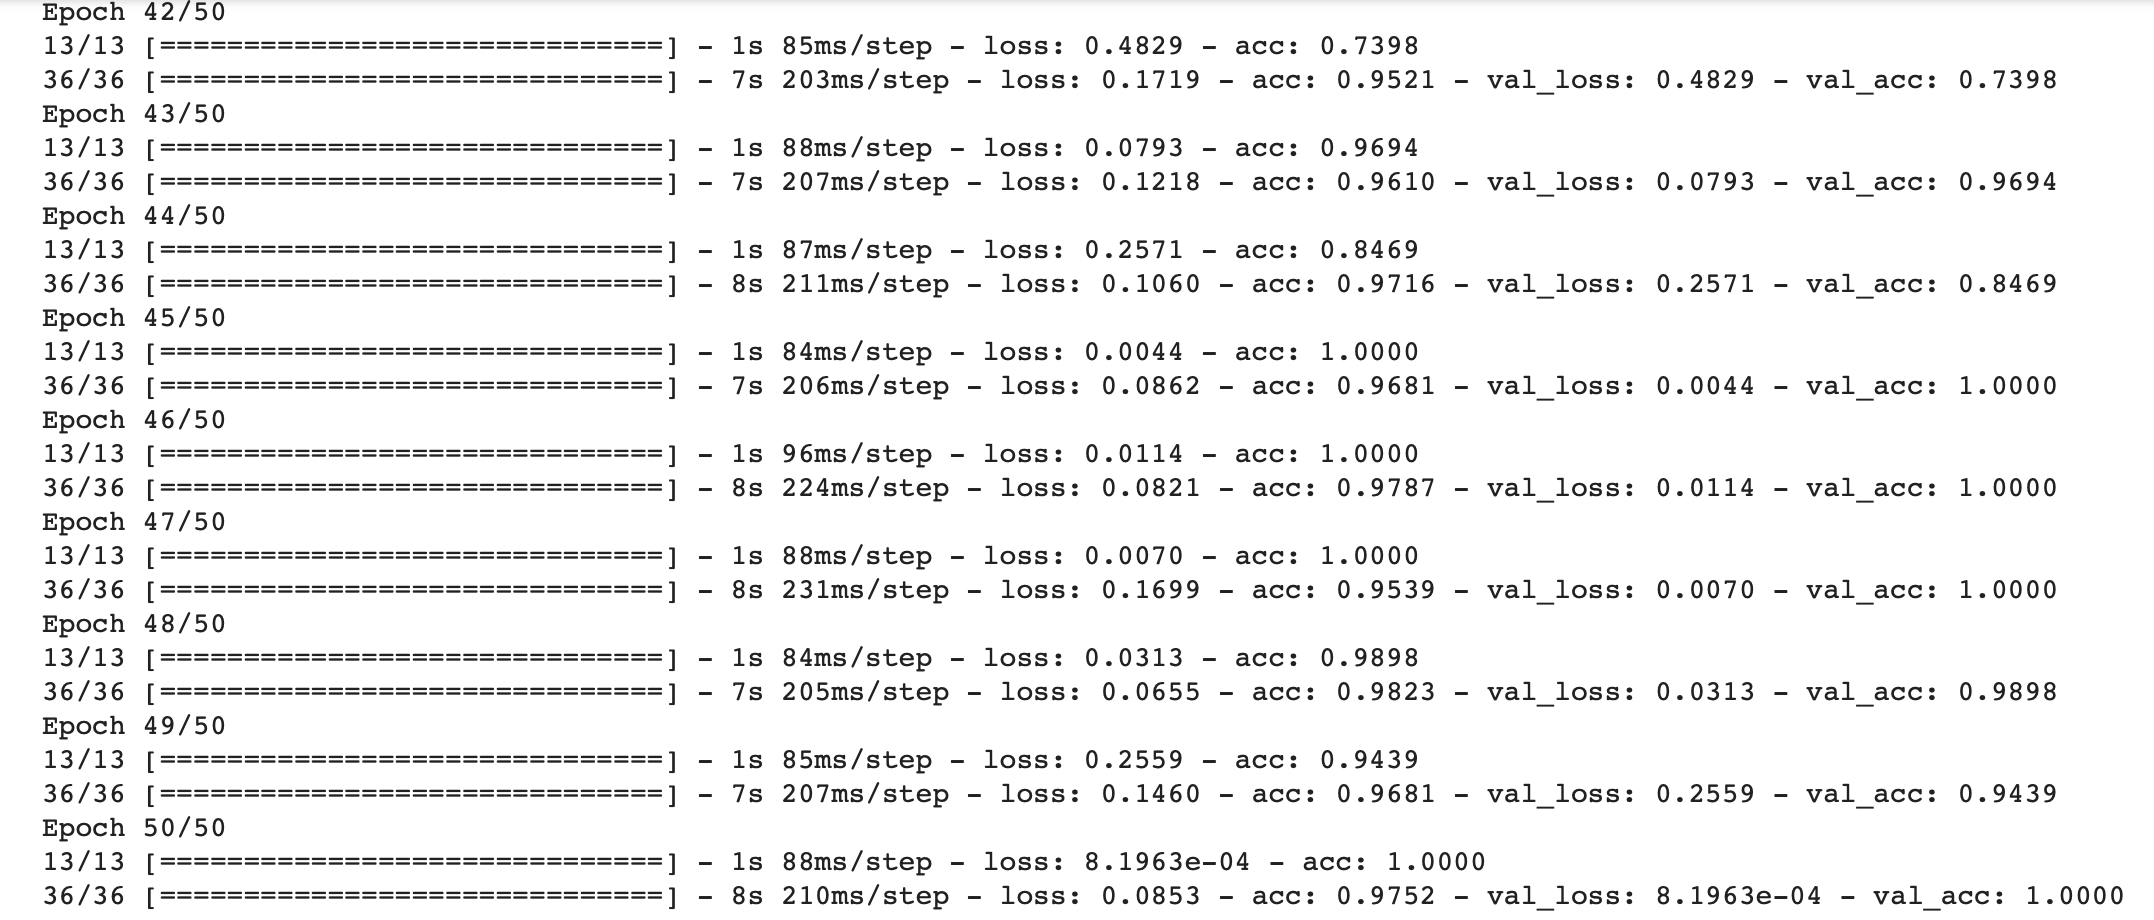 Epoch 42/50
13/13 [==============================] - 1s 85ms/step - loss: 0.4829 - acc: 0.7398
36/36 [==============================] - 7s 203ms/step - loss: 0.1719 - acc: 0.9521 - val_loss: 0.4829 - val_acc: 0.7398
Epoch 43/50
13/13 [==============================] - 1s 88ms/step - loss: 0.0793 - acc: 0.9694
36/36 [==============================] - 7s 207ms/step - loss: 0.1218 - acc: 0.9610 - val_loss: 0.0793 - val_acc: 0.9694
Epoch 44/50
13/13 [==============================] - 1s 87ms/step - loss: 0.2571 - acc: 0.8469
36/36 [==============================] - 8s 211ms/step - loss: 0.1060 - acc: 0.9716 - val_loss: 0.2571 - val_acc: 0.8469
Epoch 45/50
13/13 [==============================] - 1s 84ms/step - loss: 0.0044 - acc: 1.0000
36/36 [==============================] - 7s 206ms/step - loss: 0.0862 - acc: 0.9681 - val_loss: 0.0044 - val_acc: 1.0000
Epoch 46/50
13/13 [==============================] - 1s 96ms/step - loss: 0.0114 - acc: 1.0000
36/36 [==============================] - 8s 224ms/step - loss: 0.0821 - acc: 0.9787 - val_loss: 0.0114 - val_acc: 1.0000
Epoch 47/50
13/13 [==============================] - 1s 88ms/step - loss: 0.0070 - acc: 1.0000
36/36 [==============================] - 8s 231ms/step - loss: 0.1699 - acc: 0.9539 - val_loss: 0.0070 - val_acc: 1.0000
Epoch 48/50
13/13 [==============================] - 1s 84ms/step - loss: 0.0313 - acc: 0.9898
36/36 [==============================] - 7s 205ms/step - loss: 0.0655 - acc: 0.9823 - val_loss: 0.0313 - val_acc: 0.9898
Epoch 49/50
13/13 [==============================] - 1s 85ms/step - loss: 0.2559 - acc: 0.9439
36/36 [==============================] - 7s 207ms/step - loss: 0.1460 - acc: 0.9681 - val_loss: 0.2559 - val_acc: 0.9439
Epoch 50/50
13/13 [==============================] - 1s 88ms/step - loss: 8.1963e-04 - acc: 1.0000
36/36 [==============================] - 8s 210ms/step - loss: 0.0853 - acc: 0.9752 - val_loss: 8.1963e-04 - val_acc: 1.0000